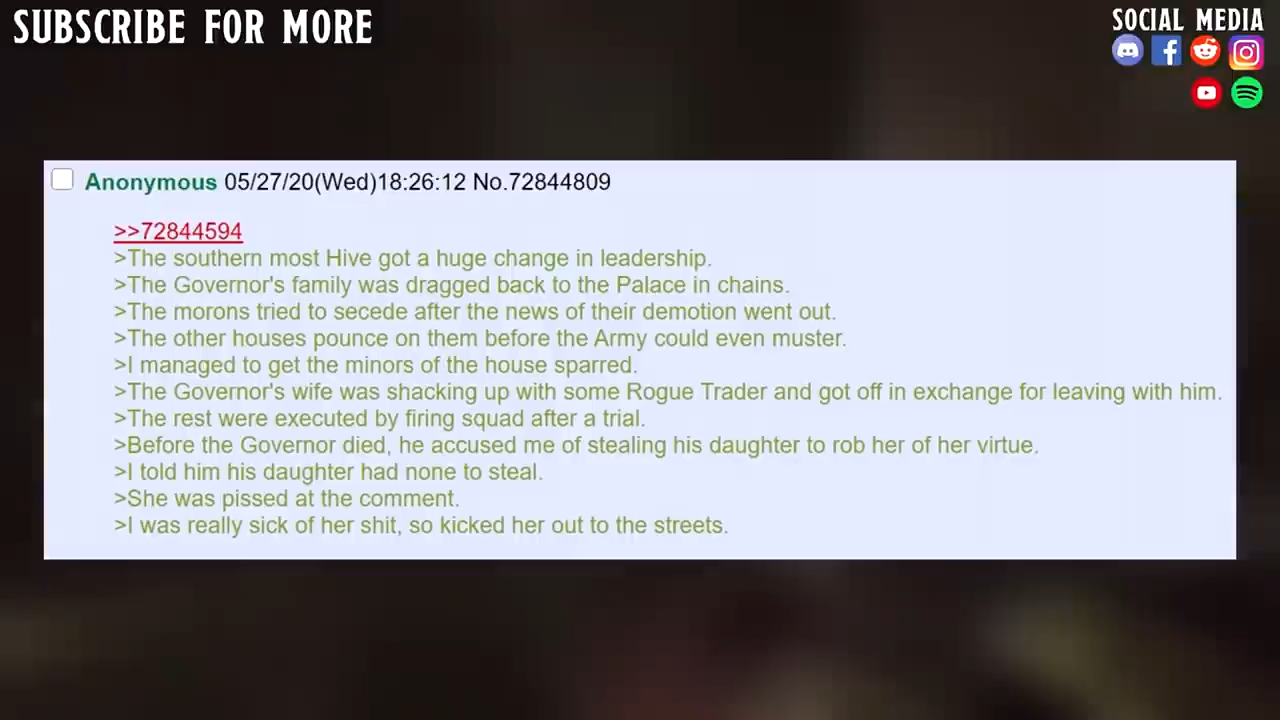 SUBSCRIBE FOR MORE
SOCIAL MEDIA
Anonymous 05/27/20(Wed)18:26:12 No.72844809
>>72844594
>The southern most Hive got a huge change in leadership.
>The Governor's family was dragged back to the Palace in chains.
>The morons tried to secede after the news of their demotion went out.
>The other houses pounce on them before the Army could even muster.
>I managed to get the minors of the house sparred.
>The Governor's wife was shacking up with some Rogue Trader and got off in exchange for leaving with him.
>The rest were executed by firing squad after a trial.
>Before the Governor died, he accused me of stealing his daughter to rob her of her virtue.
>I told him his daughter had none to steal.
>She was pissed at the comment.
>I was really sick of her shit, so kicked her out to the streets.